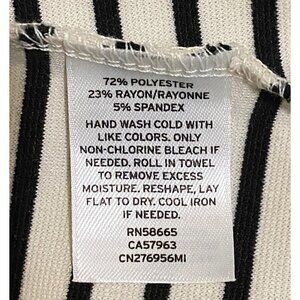 72% POLYESTER
23% RAYON/RAYONNE
5% SPANDEX
HAND WASH COLD WITH
LIKE COLORS. ONLY
NON-CHLORINE BLEACH IF
NEEDED. ROLL IN TOWEL
TO REMOVE EXCESS
MOISTURE. RESHAPE, LAY
FLAT TO DRY. COOL IRON
IF NEEDED.
RN58665
CA57963
CN276956MI